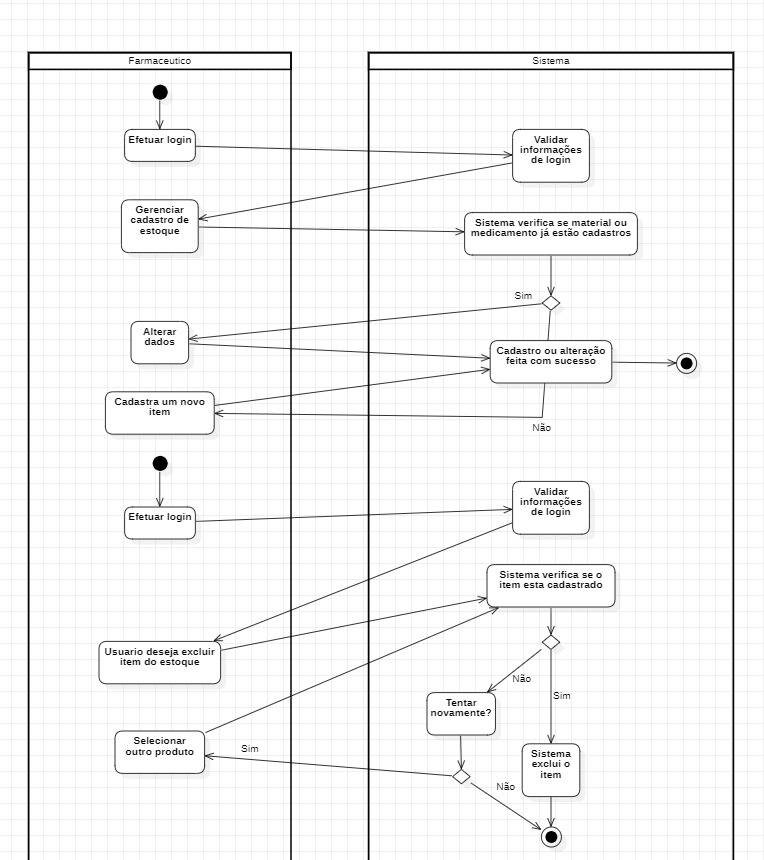 Farmaceutico
Sistema
Efetuar login
Validar
informações
de login
Gerenciar
cadastro de
estoque
Sistema verifica se material ou
medicamento já estão cadastros
Sim
Alterar
dados
Cadastro ou alteração
feita com sucesso
Cadastra um novo
item
Não
Efetuar login
Validar
informações
de login
Sistema verifica se o
item esta cadastrado
Usuario deseja excluir
item do estoque
Não
Sim
Tentar
novamente?
Selecionar
outro produto
Sim
Sistema
exclui o
item
Não